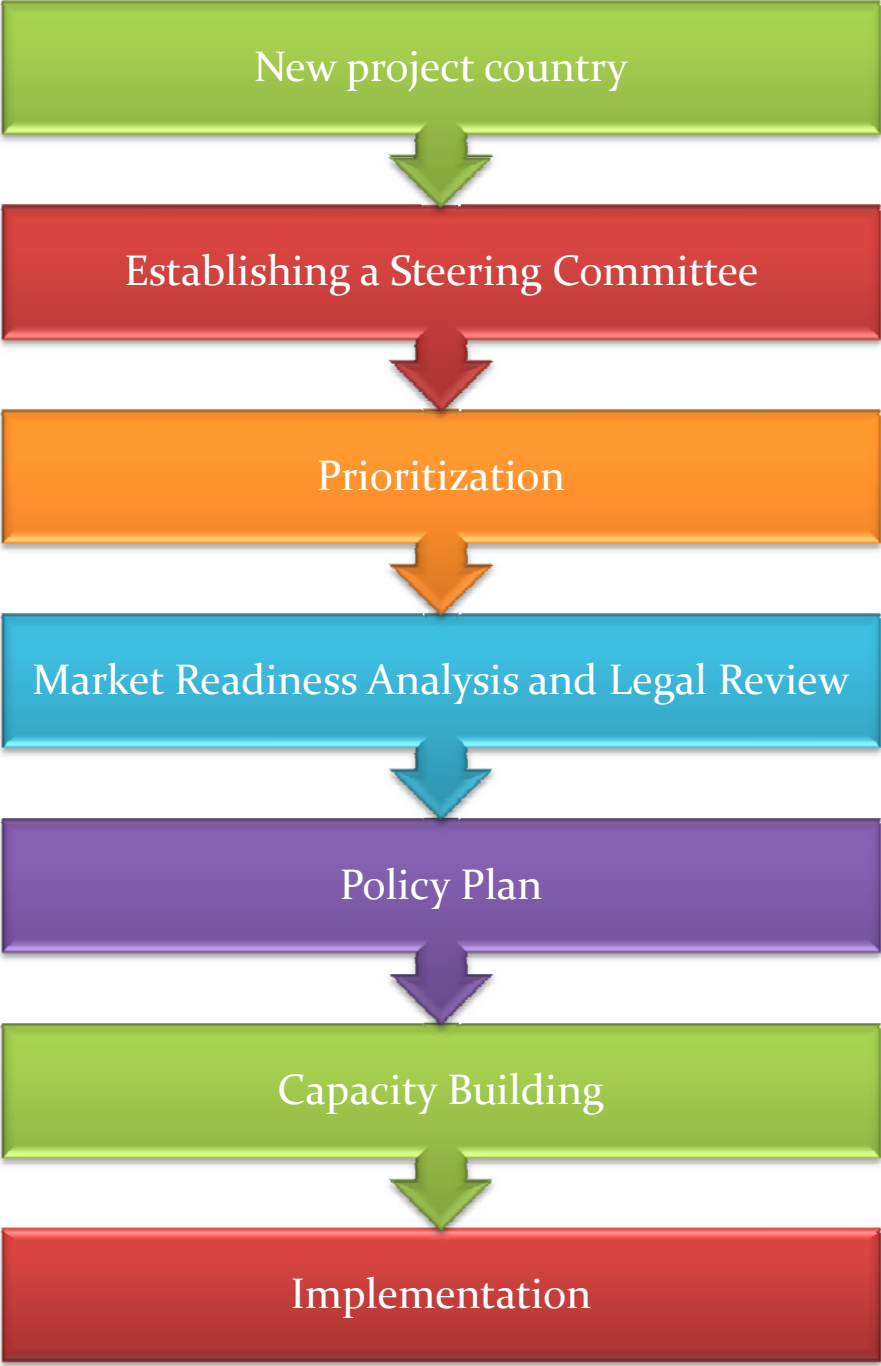 New project country
Establishing a Steering Committee
Prioritization
Market Readiness Analysis and Legal Review
Policy Plan
Capacity Building
Implementation